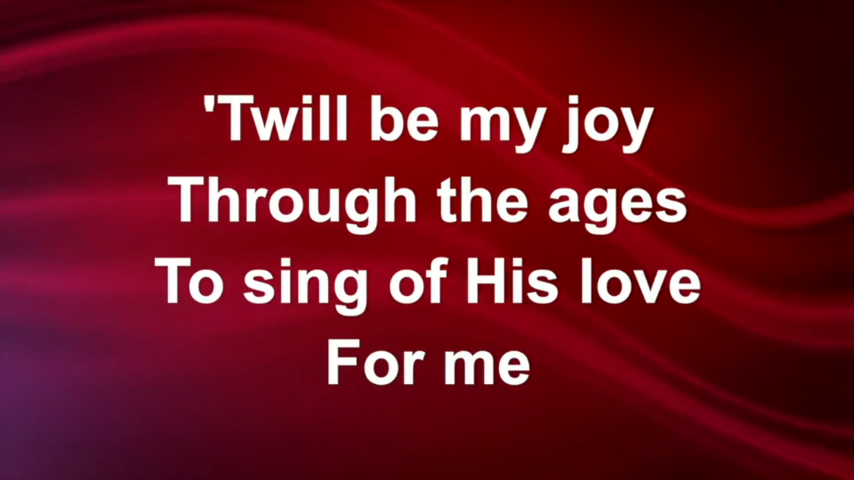 'Twill be my joy
Through the ages
To sing of His love
For me